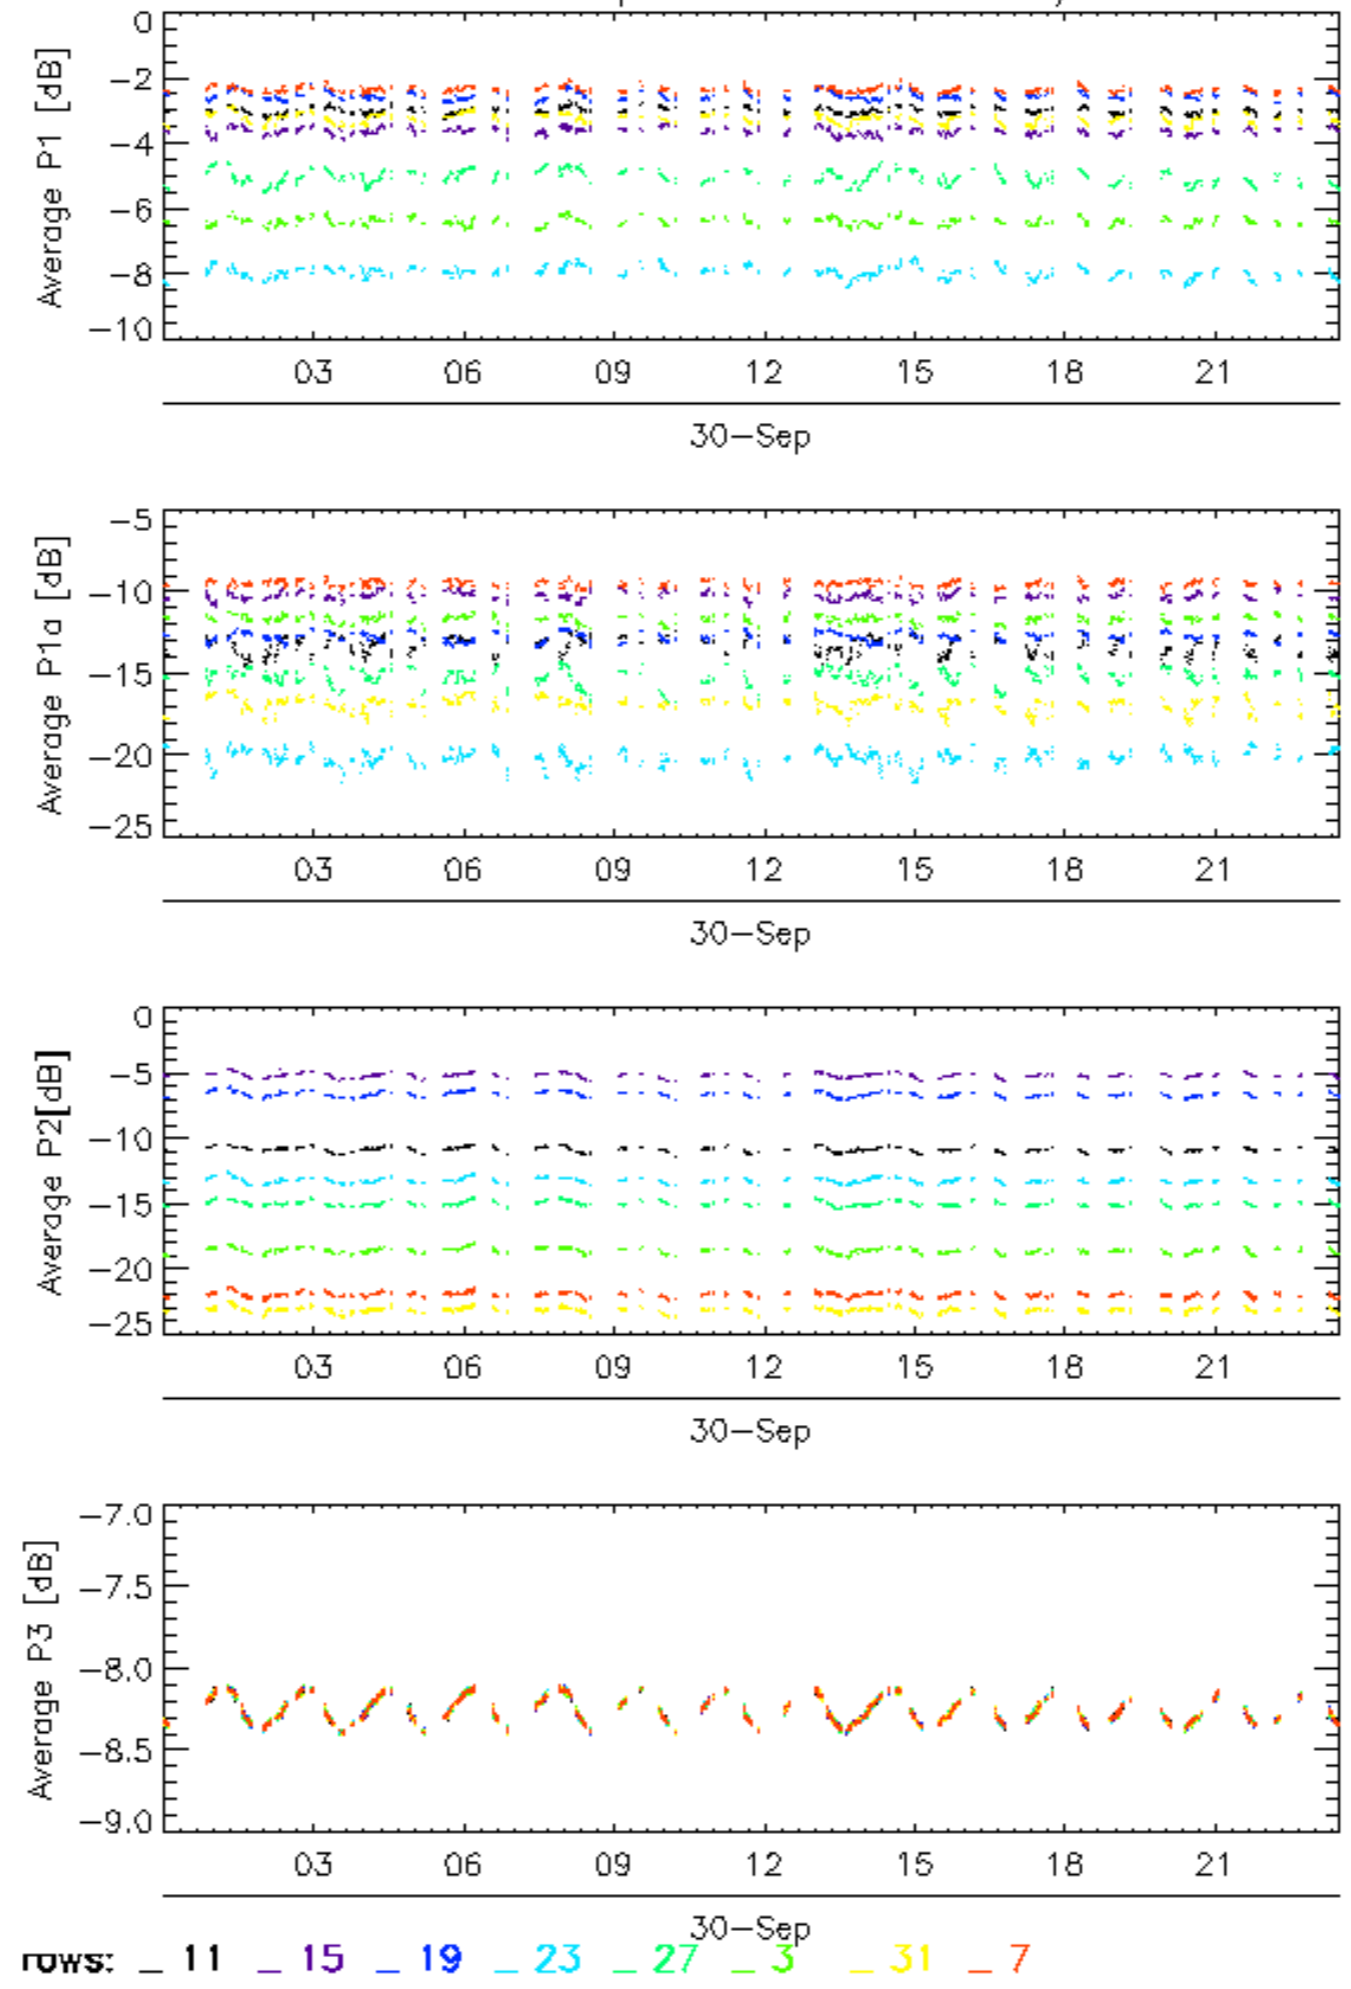 0
−2
−4
−6
−8
−10
Average P1 [dB]
03 06 09 12 15 18 21
30−Sep
−5
−10
−15
−20
−25
Average P1a [dB]
03 06 09 12 15 18 21
30−Sep
0
−5
−10
−15
−20
−25
Average P2[dB]
03 06 09 12 15 18 21
30−Sep
−7.0
−7.5
−8.0
−8.5
−9.0
Average P3 [dB]
03 06 09 12 15 18 21
30−Sep
rows: _ 11 _ 15 _ 19 _ 23 _ 27 _ 3 _ 31 _ 7